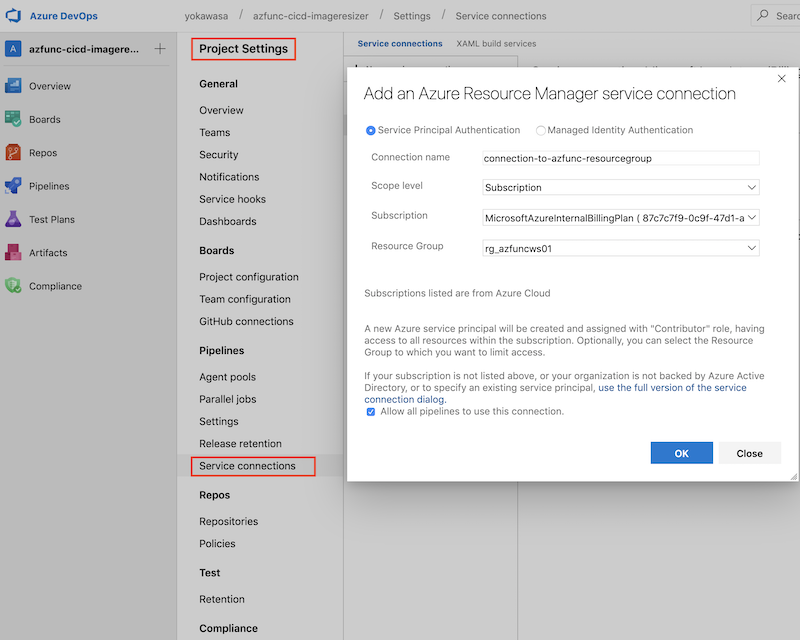 Azure DevOps
yokawasa / azfunc-cicd-imageresizer / Settings / Service connections
Sear
A azfunc-cicd-imagere...
Overview
Boards
Repos
Pipelines
Test Plans
Artifacts
Compliance
Project Settings
General
Overview
Teams
Security
Notifications
Service hooks
Dashboards
Boards
Project configuration
Team configuration
GitHub connections
Pipelines
Agent pools
Parallel jobs
Settings
Release retention
Service connections
Repos
Repositories
Policies
Test
Retention
Compliance
Service connections XAML build services
Add an Azure Resource Manager service connection
Service Principal Authentication Managed Identity Authentication
Connection name connection-to-azfunc-resourcegroup
Scope level Subscription
Subscription MicrosoftAzureInternalBillingPlan ( 87c7c7f9-0c9f-47d1-a
Resource Group rg_azfuncws01
Subscriptions listed are from Azure Cloud
A new Azure service principal will be created and assigned with "Contributor" role, having
access to all resources within the subscription. Optionally, you can select the Resource
Group to which you want to limit access.
If your subscription is not listed above, or your organization is not backed by Azure Active
Directory, or to specify an existing service principal, use the full version of the service
connection dialog.
Allow all pipelines to use this connection.
OK Close